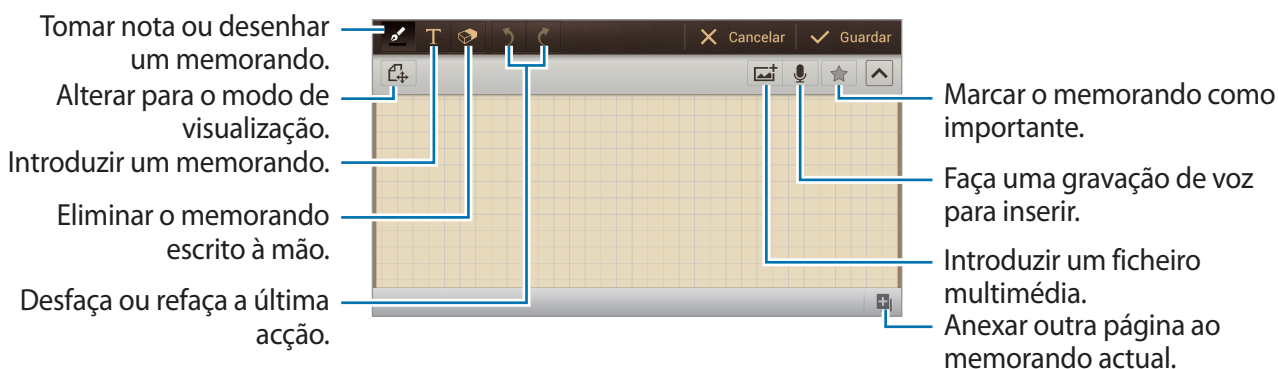 Tomar nota ou desenhar
um memorando.
Alterar para o modo de
visualização.
Introduzir um memorando.
Eliminar o memorando
escrito à mão.
Desfaça ou refaça a última
acção.
T
Cancelar
Guardar
Marcar o memorando como
importante.
Faça uma gravação de voz
para inserir.
Introduzir um ficheiro
multimédia.
Anexar outra página ao
memorando actual.